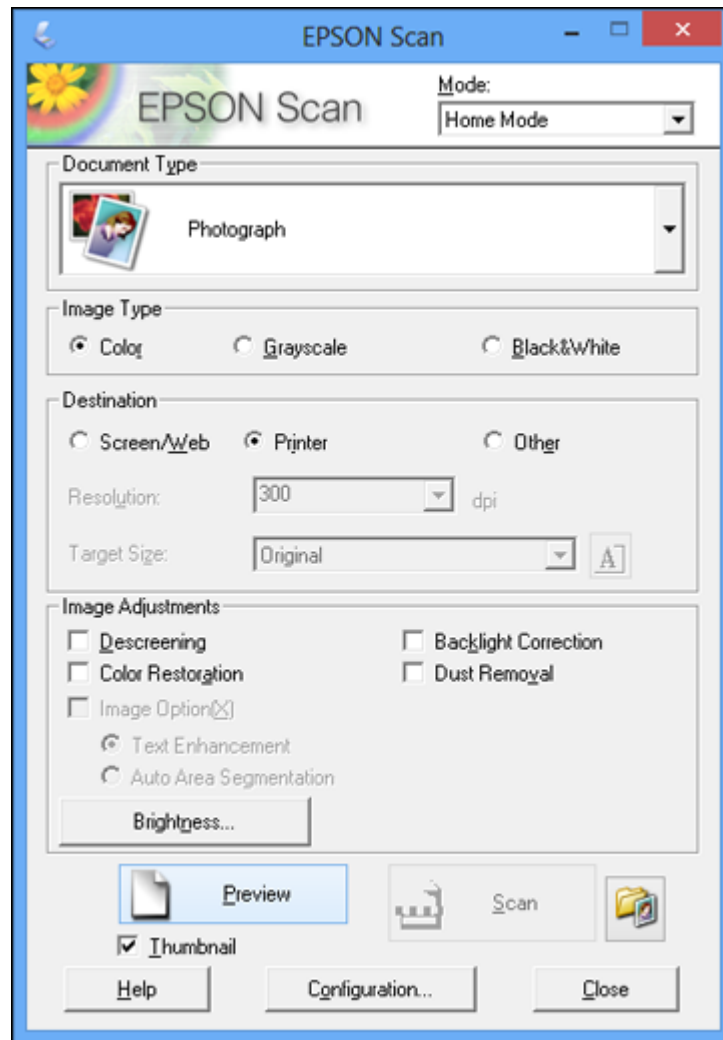 EPSON Scan
EPSON Scan
Mode:
Home Mode
Document Type
Photograph
Image Type
Color Grayscale Black&White
Destination
Screen/Web Printer Other
Resolution: 300 dpi
Target Size: Original A
Image Adjustments
Descreening Backlight Correction
Color Restoration Dust Removal
Image Option(X)
Text Enhancement
Auto Area Segmentation
Brightness...
Preview Scan
Thumbnail
Help Configuration... Close